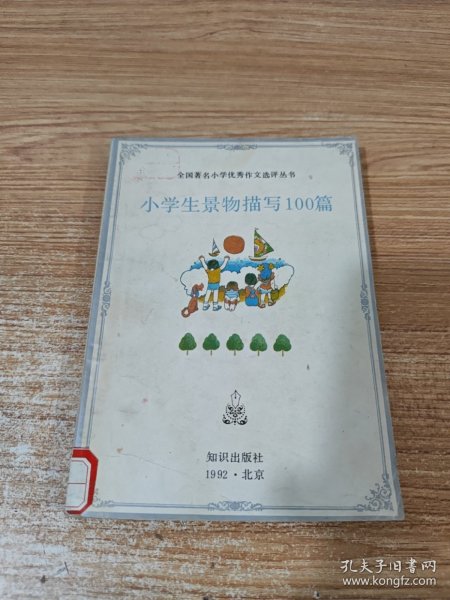 全国著名小学优秀作文选评丛书
小学生景物描写100篇
知识出版社
1992·北京
孔夫子旧书网
www.kongfz.com